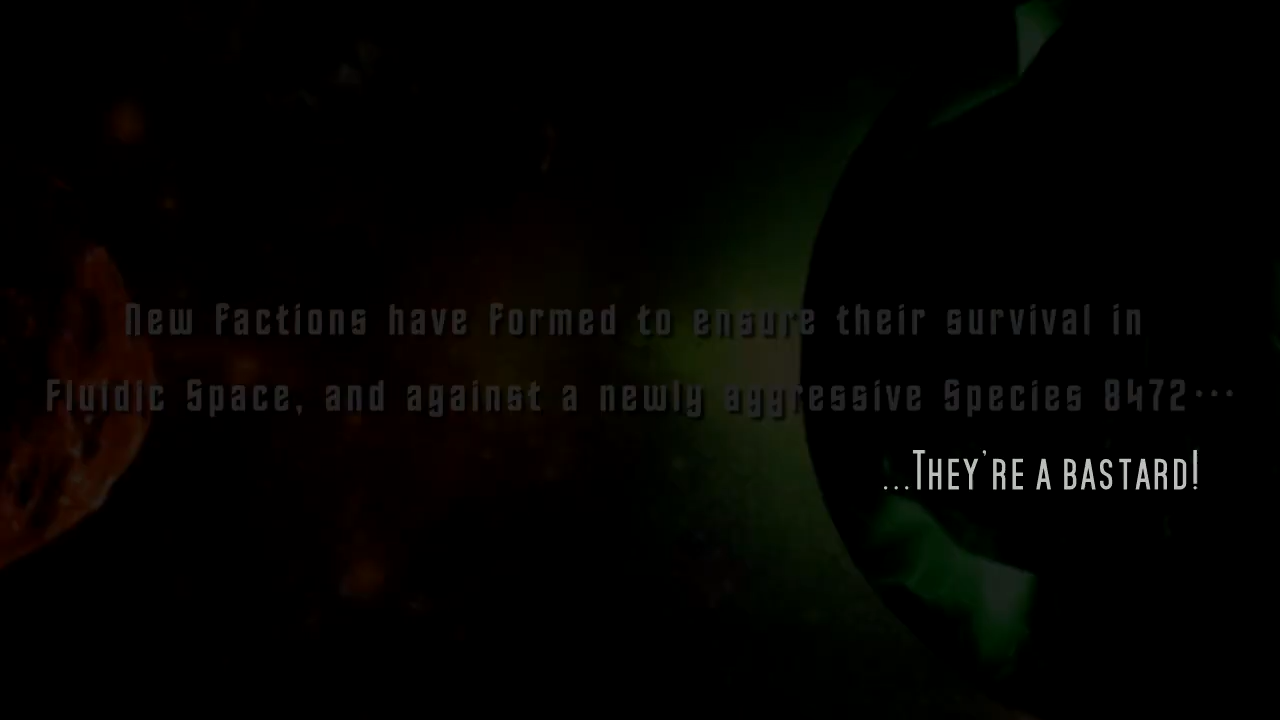 New factions have formed to ensure their survival in
Fluidic Space, and against a newly aggressive Species 8472...
...They're a bastard!